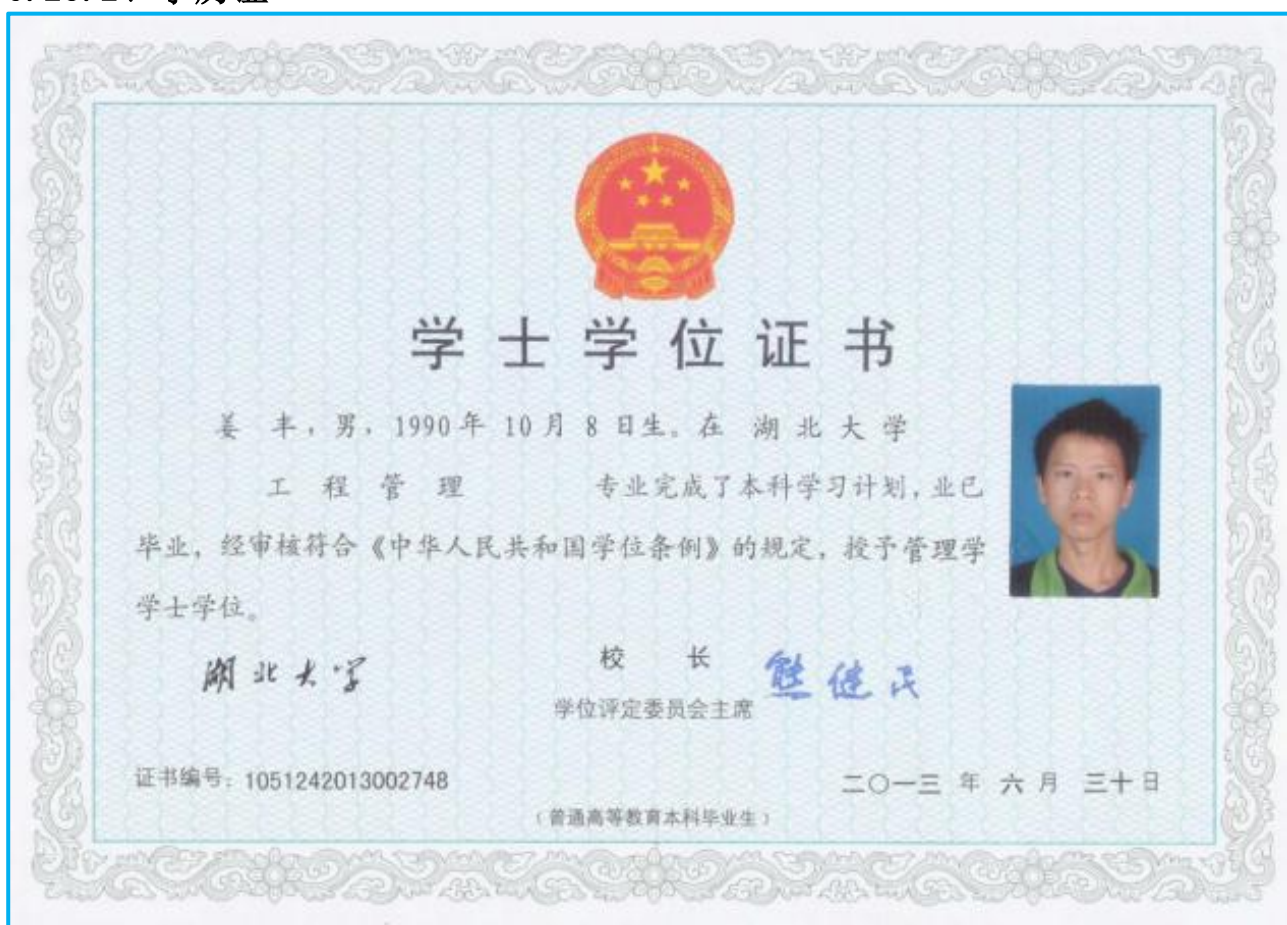 学士学位证书
姜 丰,男,1990年 10月 8日生。在 湖北大学
工程管理 专业完成了本科学习计划,业已
毕业,经审核符合《中华人民共和国学位条例》的规定,授予管理学
学士学位。
湖北大学
校 长 熊健民
学位评定委员会主席
证书编号:1051242013002748
二〇一三 年 六 月 三十 日
(普通高等教育本科毕业生)